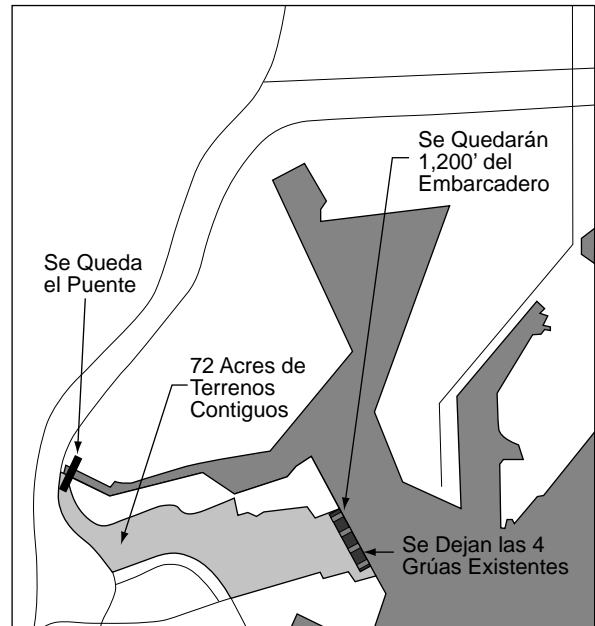 Se Quedarán
1,200’ del
Embarcadero
Se Queda
el Puente
72 Acres de
Terrenos
Contiguos
Se Dejan las 4
Grúas Existentes